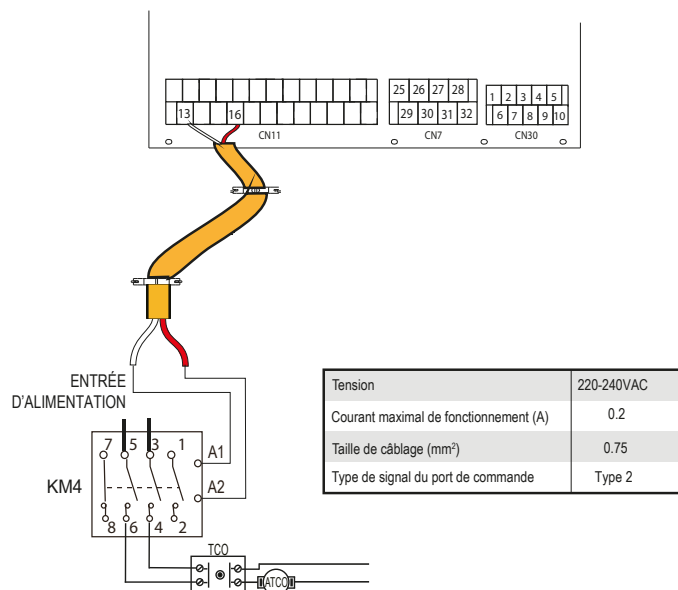 25 26 27 28
1 2 3 4 5
13 16
29 30 31 32
6 7 8 9 10
CN11
CN7
CN30
ENTRÉE
D'ALIMENTATION
7 5 3 1
A1
KM4
A2
8 6 4 2
TCO
ATCO
Tension 220-240VAC
Courant maximal de fonctionnement (A) 0.2
Taille de câblage (mm²) 0.75
Type de signal du port de commande Type 2